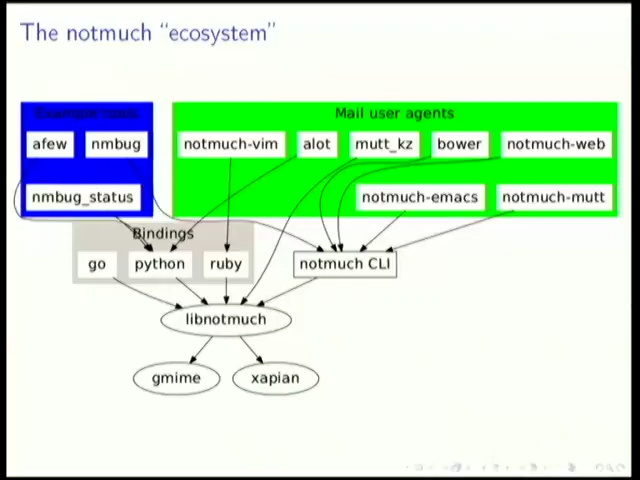 The notmuch “ecosystem”
Mail user agents
afew nmbug notmuch-vim alot mutt_kz bower notmuch-web
nmbug_status notmuch-emacs notmuch-mutt
Bindings
go python ruby notmuch CLI
libnotmuch
gmime xapian